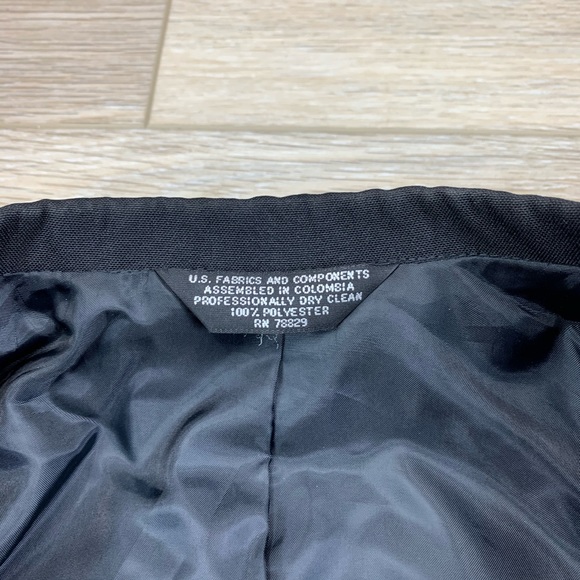 U.S. FABRICS AND COMPONENTS
ASSEMBLED IN COLOMBIA
PROFESSIONALLY DRY CLEAN
100% POLYESTER
RN 78829